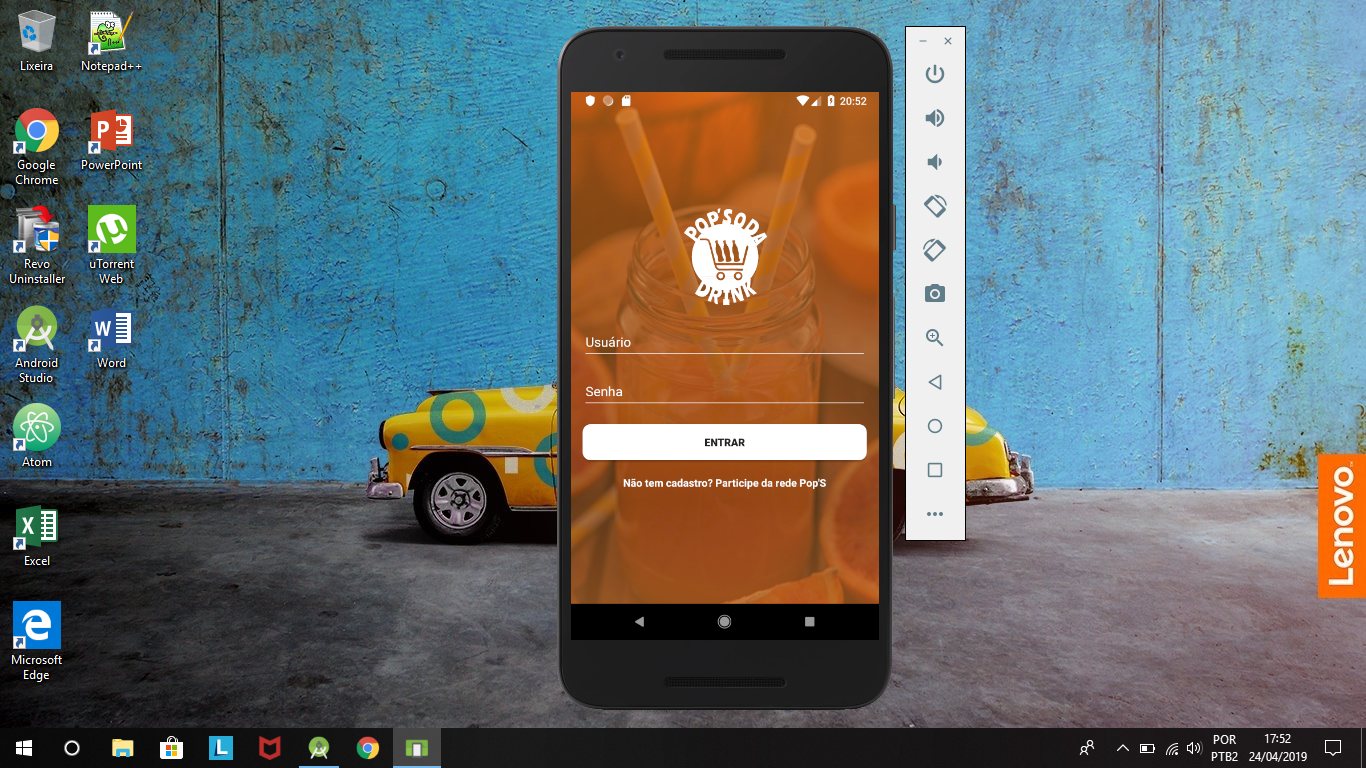 Lixeira
Notepad++
Google
Chrome
PowerPoint
Revo
Uninstaller
uTorrent
Web
Android
Studio
Word
Atom
Excel
Microsoft
Edge
20:52
POP'SODA
DRINK
Usuário
Senha
ENTRAR
Não tem cadastro? Participe da rede Pop'S
Lenovo
POR
PTB2
17:52
24/04/2019